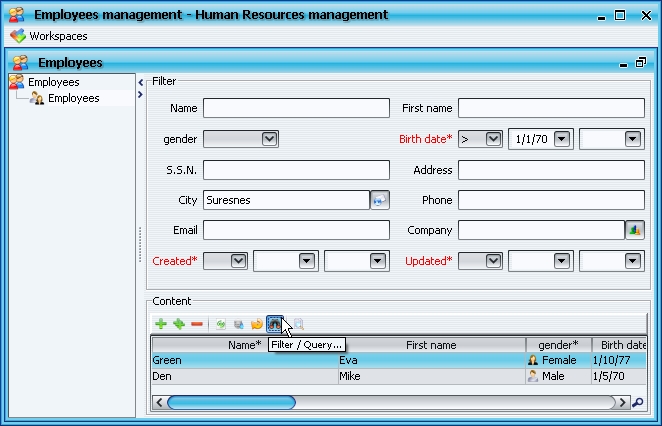 Employees management - Human Resources management
Workspaces
Employees
Employees
Employees
Filter
Name First name
gender Birth date* > 1/1/70
S.S.N. Address
City Suresnes Phone
Email Company
Created* Updated*
Content
Name* First name gender* Birth date
Filter / Query...
Green Eva Female 1/10/77
Den Mike Male 1/5/70